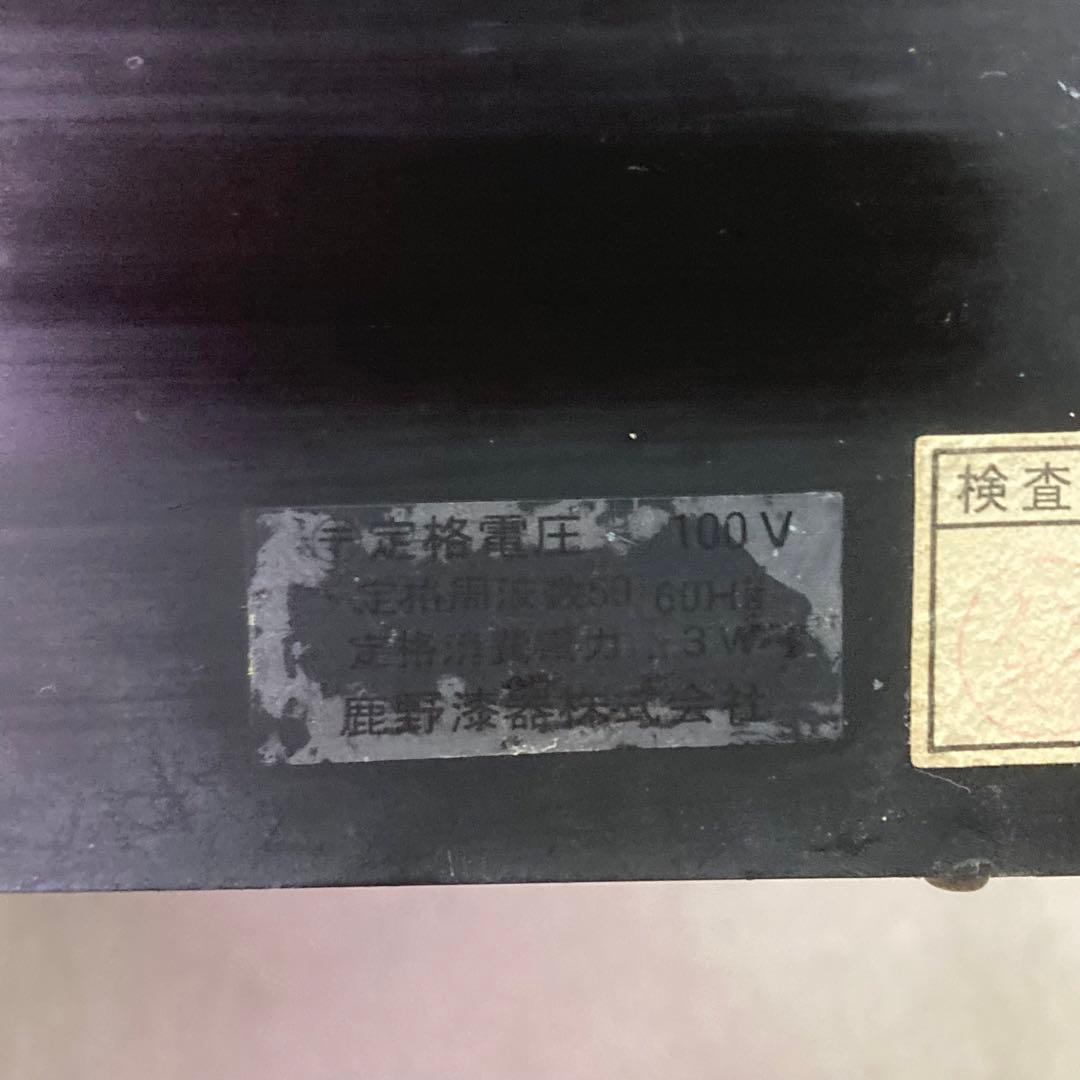 定格電圧 100V
定格周波数50 60Hz
定格消費電力 3W
鹿野漆器株式会社
検査